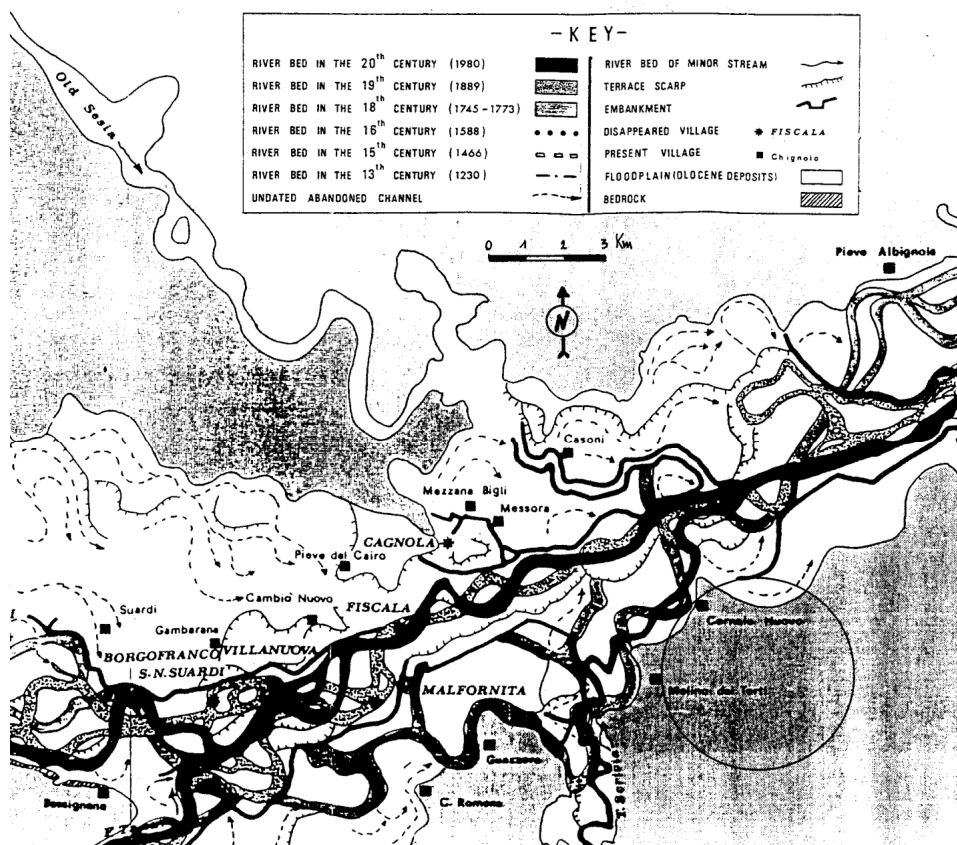 - KEY -
RIVER BED IN THE 20th CENTURY (1980)
RIVER BED IN THE 19th CENTURY (1889)
RIVER BED IN THE 18th CENTURY (1745-1773)
RIVER BED IN THE 16th CENTURY (1588)
RIVER BED IN THE 15th CENTURY (1466)
RIVER BED IN THE 13th CENTURY (1230)
UNDATED ABANDONED CHANNEL
RIVER BED OF MINOR STREAM
TERRACE SCARP
EMBANKMENT
DISAPPEARED VILLAGE * FISCALA
PRESENT VILLAGE ■ Chignolo
FLOODPLAIN (OLOCENE DEPOSITS)
BEDROCK
Old Sesia
0 1 2 3 Km
N
Pieve Albignola
Casoni
Mezzana Bigli
Messora
CAGNOLA
Pieve del Cairo
Cambio Nuovo
FISCALA
Suardi
Gambarana
VILLANUOVA
BORGOFRANCO
S.N. SUARDI
Cornale Nuovo
Molino dei Torti
MALFORNITA
Guazzora
Bassignana
C. Romano